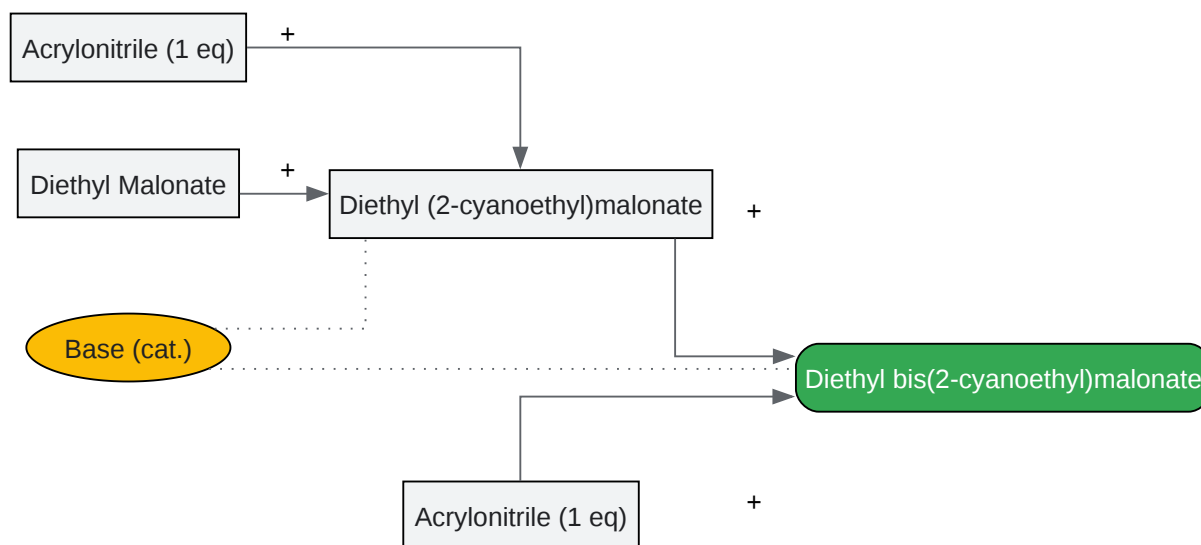 Acrylonitrile (1 eq)
+
Diethyl Malonate
+
Diethyl (2-cyanoethyl)malonate
+
Base (cat.)
Diethyl bis(2-cyanoethyl)malonate
Acrylonitrile (1 eq)
+